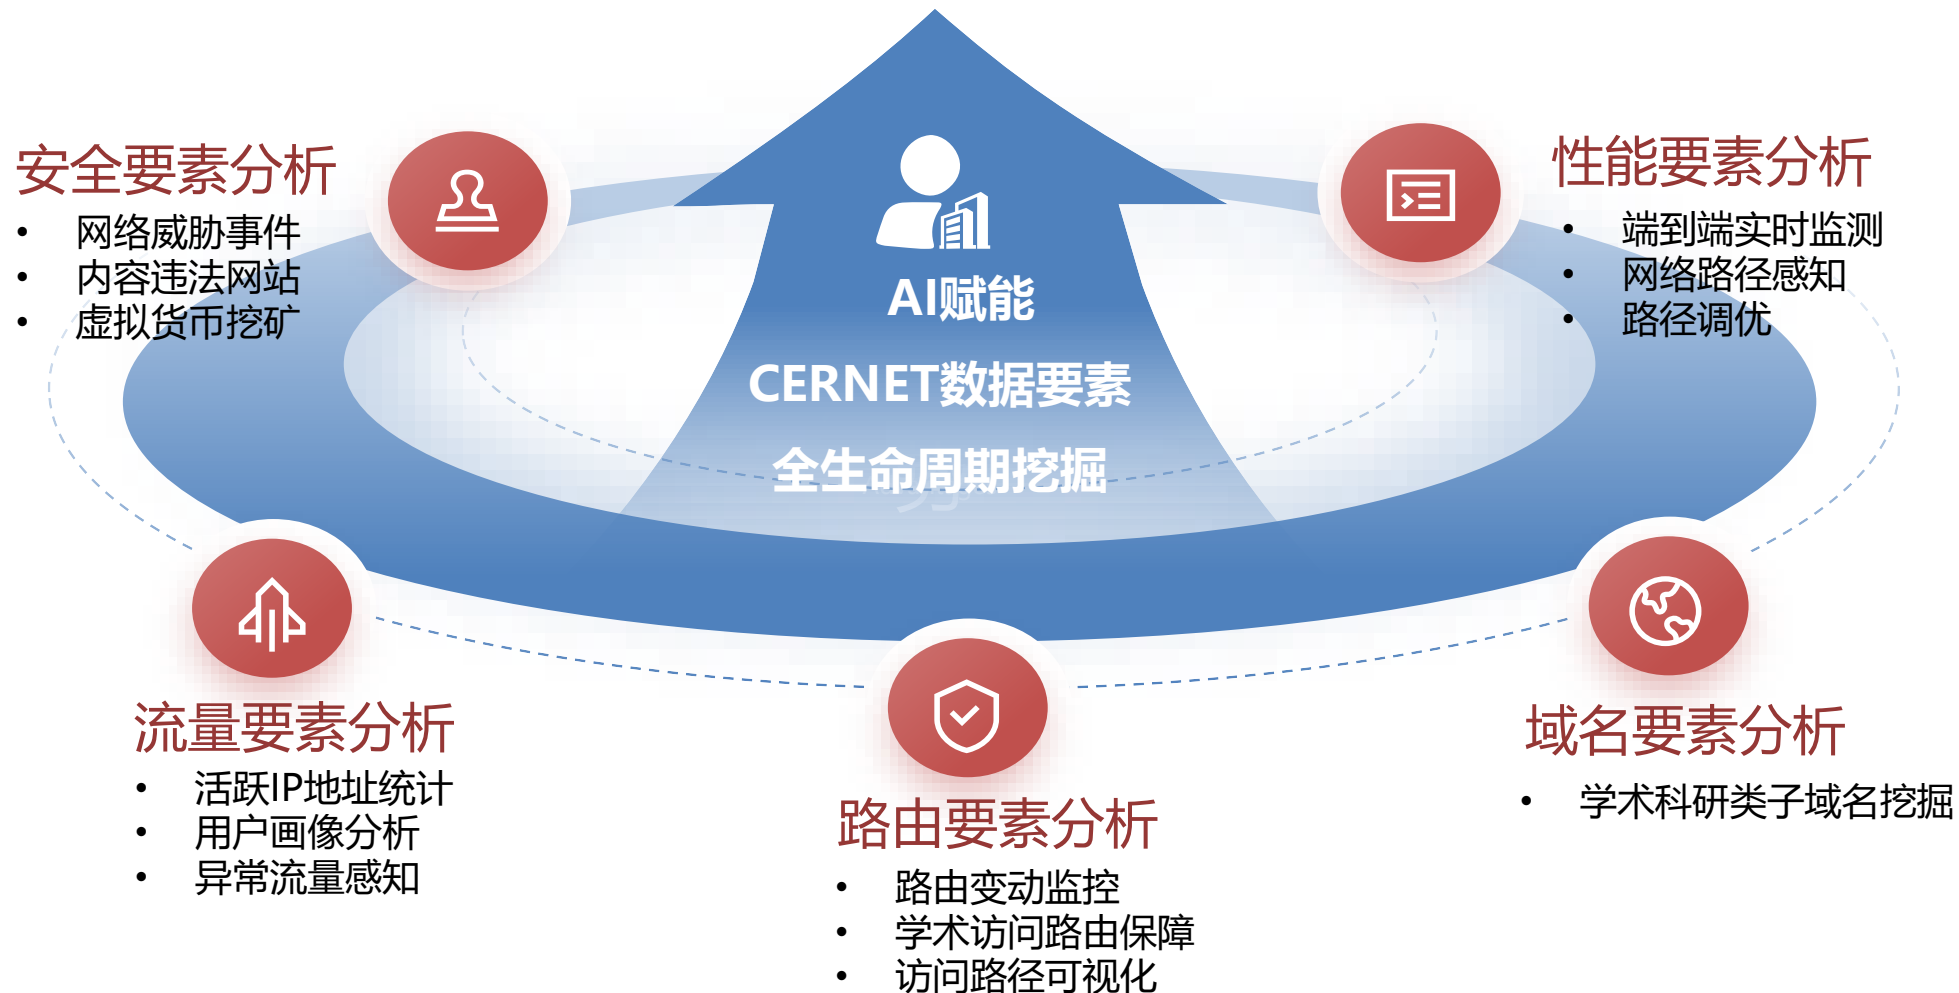 安全要素分析
• 网络威胁事件
• 内容违法网站
• 虚拟货币挖矿
AI赋能
CERNET数据要素
全生命周期挖掘
性能要素分析
• 端到端实时监测
• 网络路径感知
• 路径调优
流量要素分析
• 活跃IP地址统计
• 用户画像分析
• 异常流量感知
路由要素分析
• 路由变动监控
• 学术访问路由保障
• 访问路径可视化
域名要素分析
• 学术科研类子域名挖掘